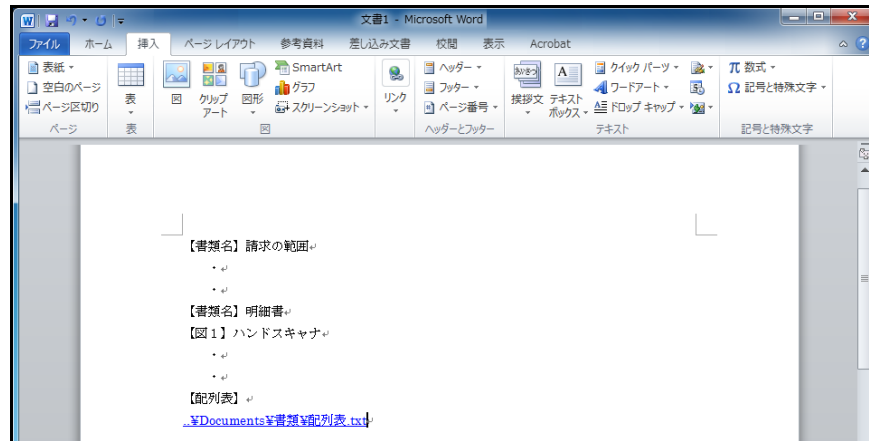 文書1 - Microsoft Word
ファイル ホーム 挿入 ページ レイアウト 参考資料 差し込み文書 校閲 表示 Acrobat
表紙
空白のページ
ページ区切り
ページ
表
表
図
クリップ
アート
図形
SmartArt
グラフ
スクリーンショット
図
リンク
ヘッダー
フッター
ページ番号
ヘッダーとフッター
あいさつ
挨拶文
A
テキスト
ボックス
クイック パーツ
ワードアート
ドロップ キャップ
テキスト
π 数式
Ω 記号と特殊文字
記号と特殊文字
【書類名】請求の範囲
・
・
【書類名】明細書
【図1】ハンドスキャナ
・
・
【配列表】
..¥Documents¥書類¥配列表.txt